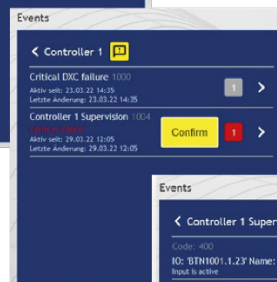 Events
Controller 1
Critical DXC failure 1000
Aktiv seit: 23.03.22 14:35
Letzte Änderung: 23.03.22 14:35
1
Controller 1 Supervision 1004
Aktiv seit: 29.03.22 12:05
Letzte Änderung: 29.03.22 12:05
Confirm
1
Events
Controller 1 Super
Code: 400
IO: 'BTN1001.1.23' Name:
Input is active